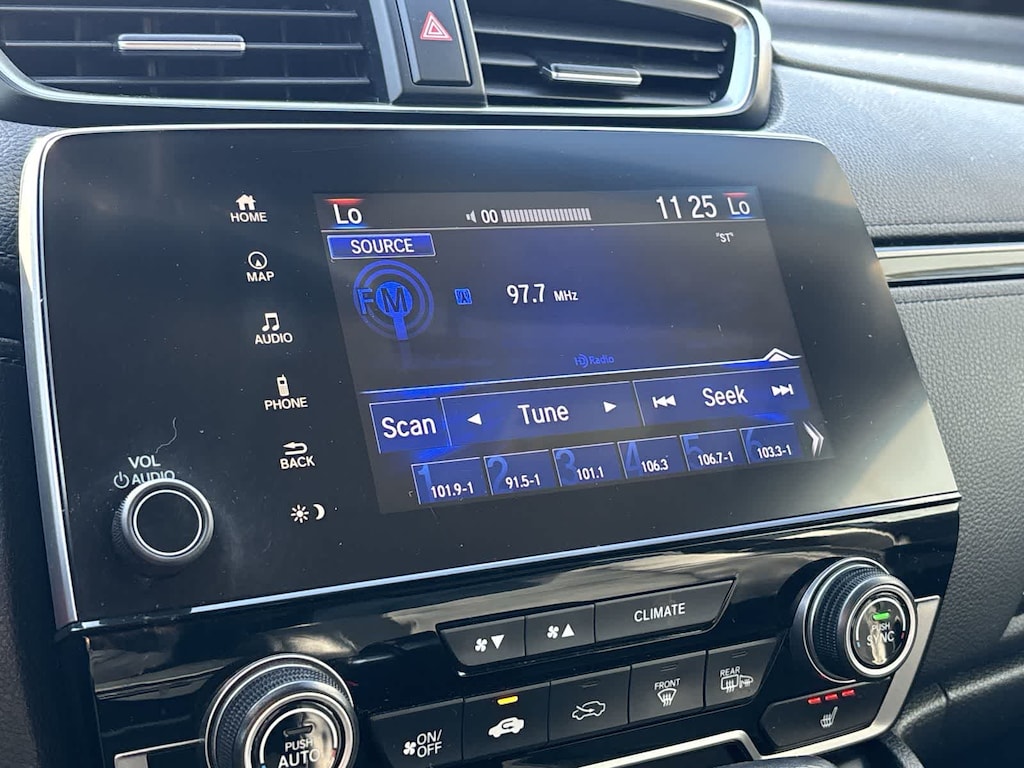 HOME
MAP
AUDIO
PHONE
BACK
VOL
AUDIO
Lo 00 11 25 Lo
SOURCE "ST"
FM 97.7 MHz
HD Radio
Scan Tune Seek
1 101.9-1 2 91.5-1 3 101.1 4 106.3 5 106.7-1 6 103.3-1
CLIMATE
PUSH
SYNC
FRONT REAR
ON/
OFF
PUSH
AUTO